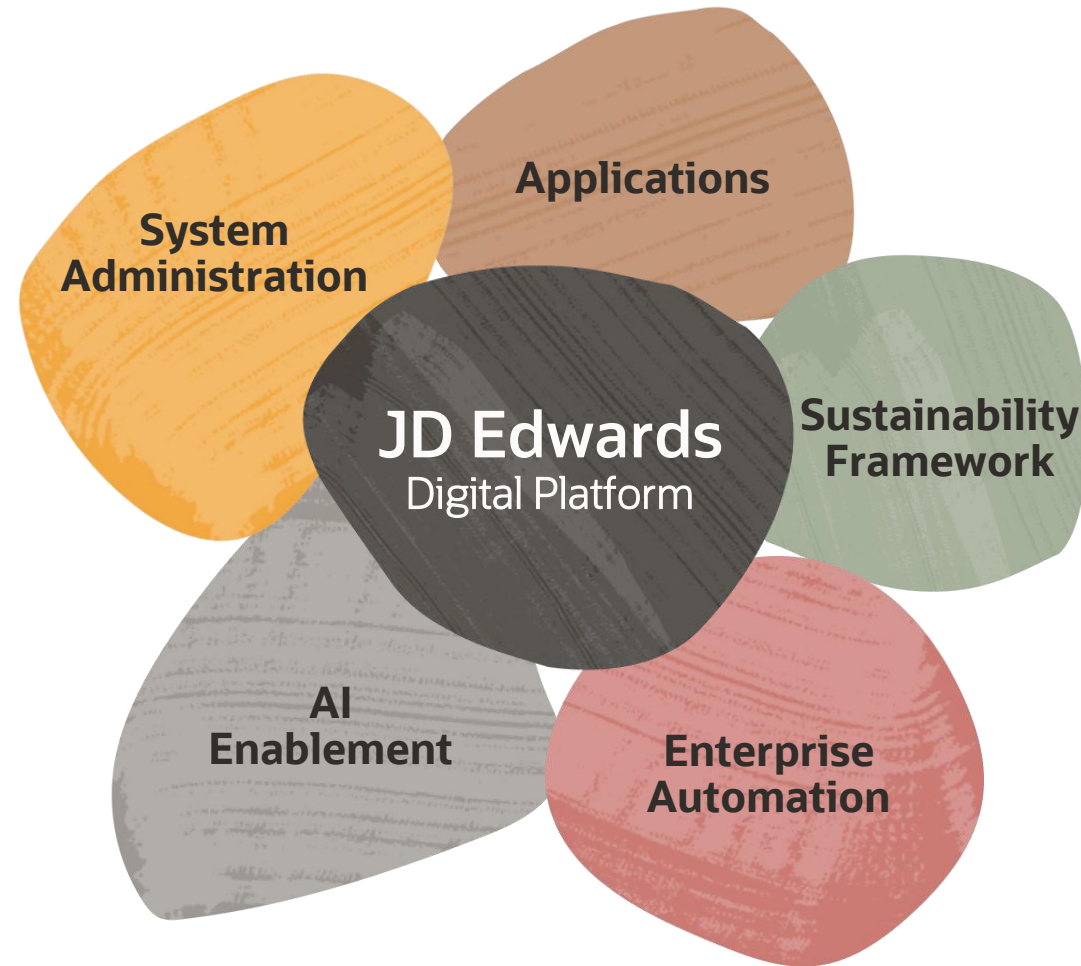 Applications
System
Administration
JD Edwards
Digital Platform
Sustainability
Framework
AI
Enablement
Enterprise
Automation